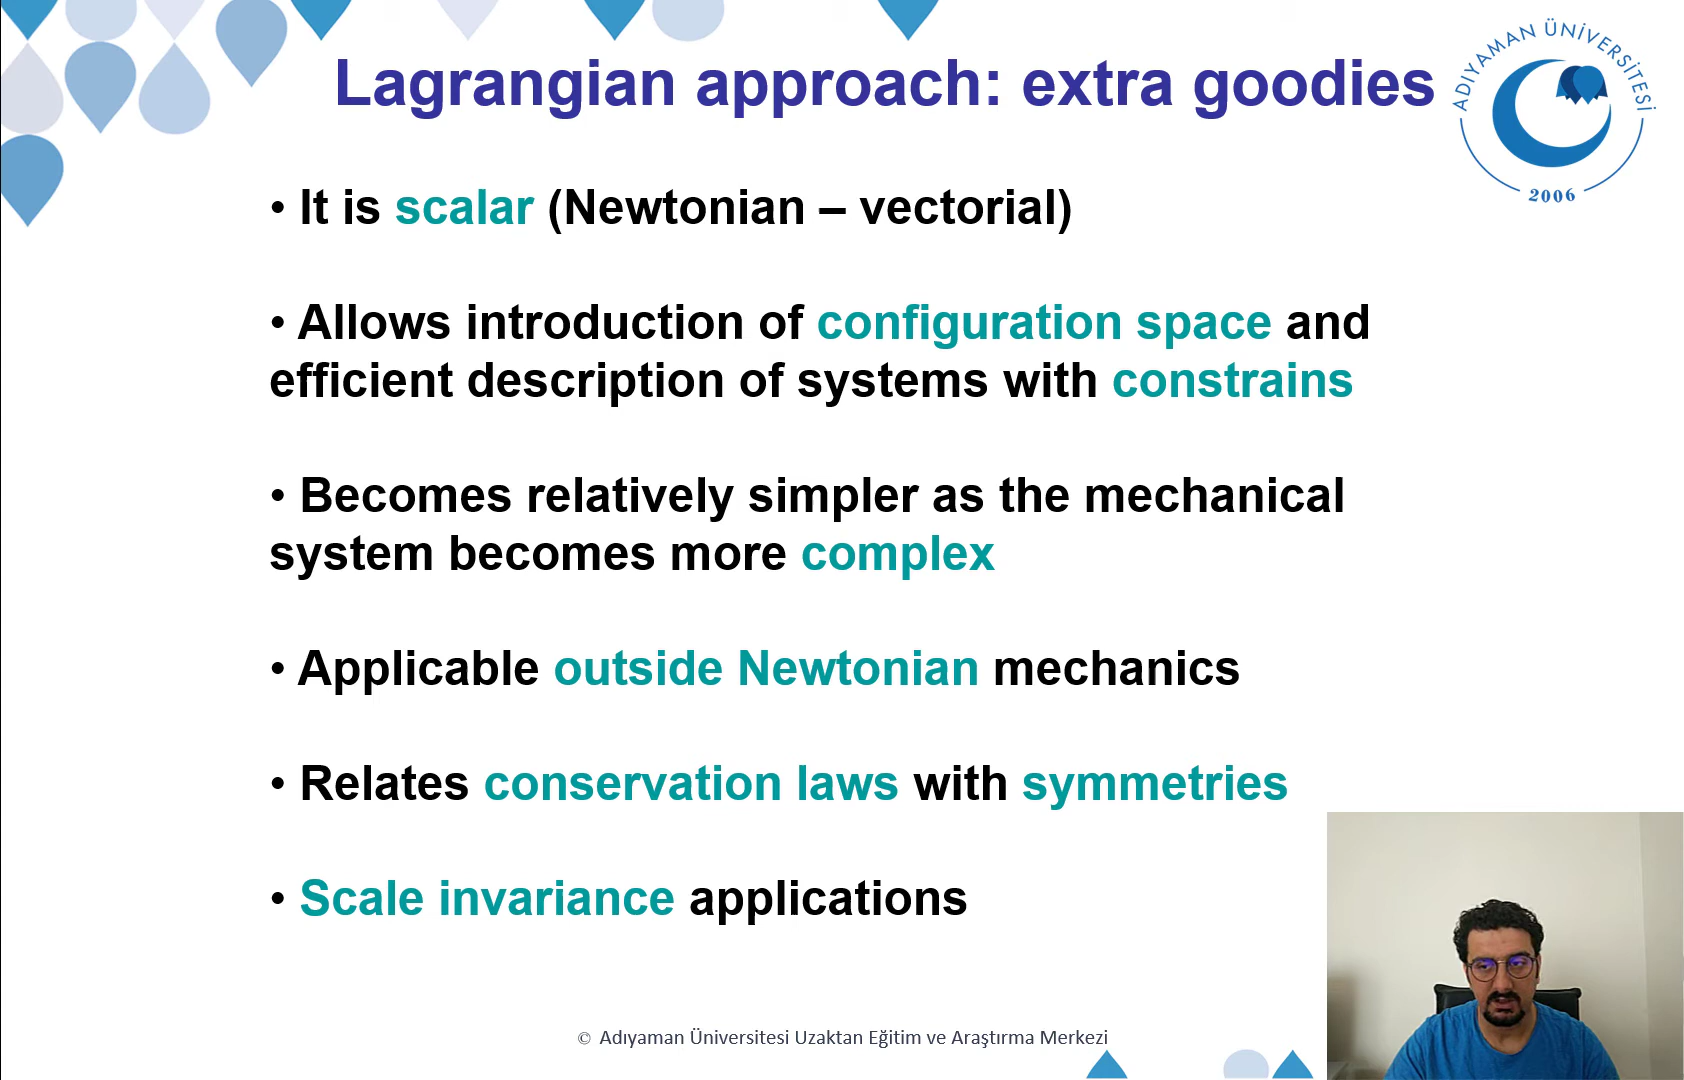 Lagrangian approach: extra goodies
ADIYAMAN ÜNİVERSİTESİ
2006
• It is scalar (Newtonian – vectorial)
• Allows introduction of configuration space and
efficient description of systems with constrains
• Becomes relatively simpler as the mechanical
system becomes more complex
• Applicable outside Newtonian mechanics
• Relates conservation laws with symmetries
• Scale invariance applications
© Adıyaman Üniversitesi Uzaktan Eğitim ve Araştırma Merkezi